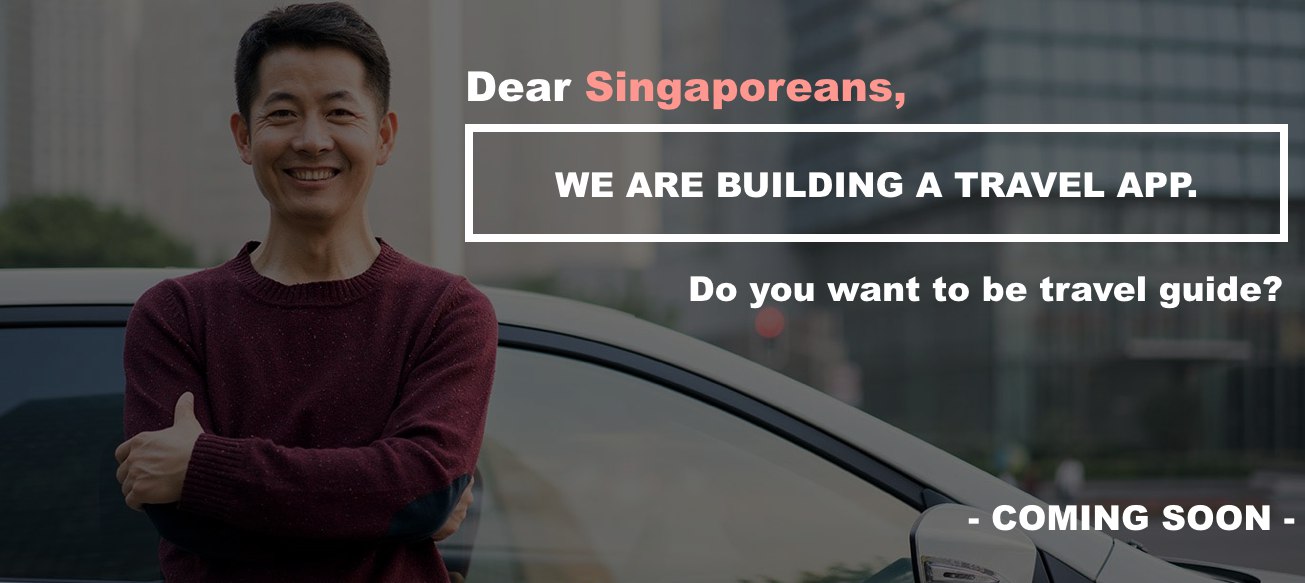 Dear Singaporeans,
WE ARE BUILDING A TRAVEL APP.
Do you want to be travel guide?
- COMING SOON -